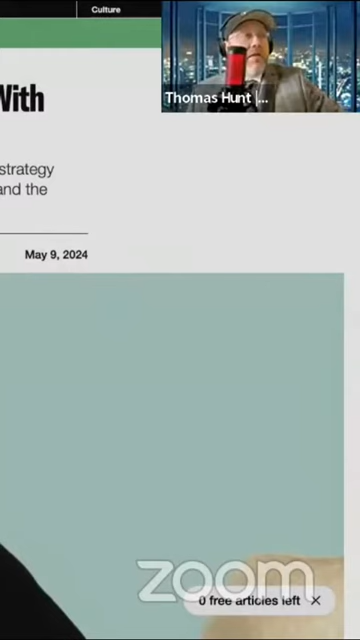 Culture
Thomas Hunt |...
With
strategy
and the
May 9, 2024
zoom
0 free articles left ×